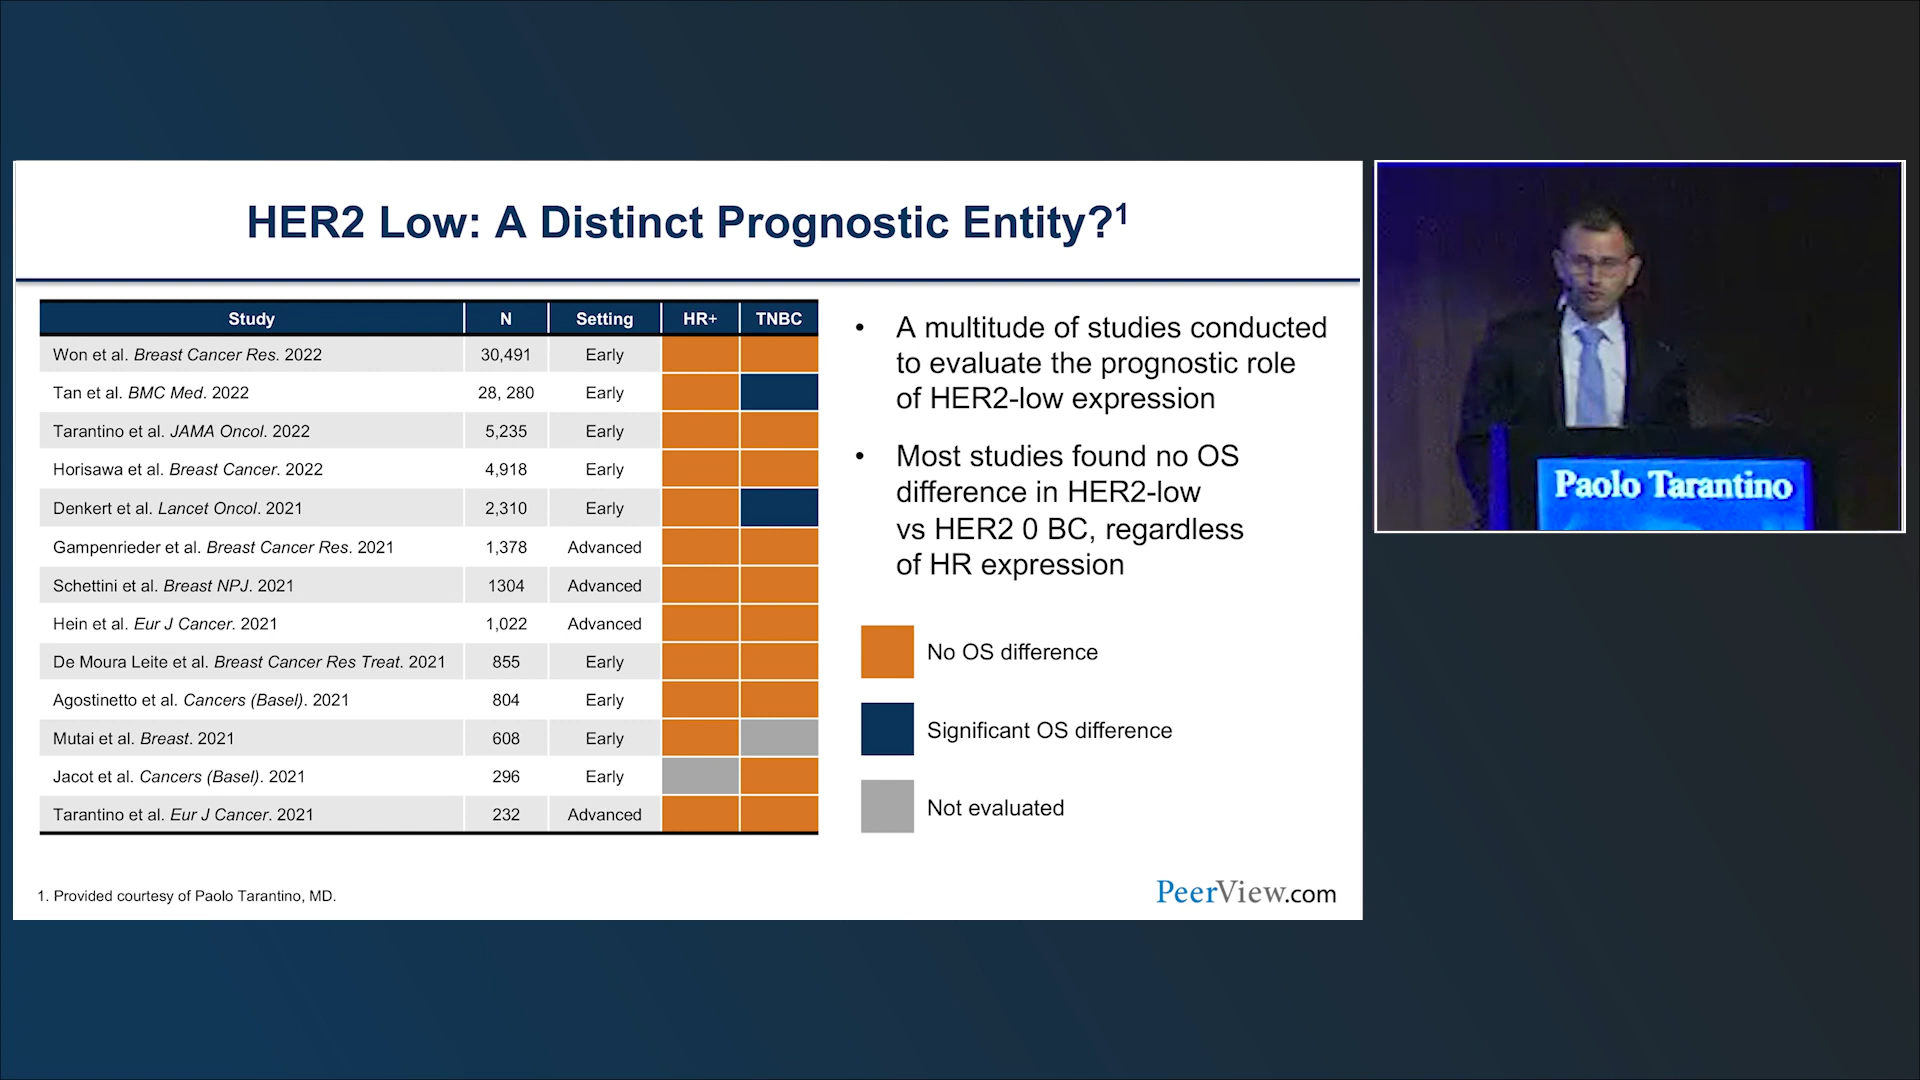 HER2 Low: A Distinct Prognostic Entity?1
Study N Setting HR+ TNBC
Won et al. Breast Cancer Res. 2022 30,491 Early
Tan et al. BMC Med. 2022 28, 280 Early
Tarantino et al. JAMA Oncol. 2022 5,235 Early
Horisawa et al. Breast Cancer. 2022 4,918 Early
Denkert et al. Lancet Oncol. 2021 2,310 Early
Gampenrieder et al. Breast Cancer Res. 2021 1,378 Advanced
Schettini et al. Breast NPJ. 2021 1304 Advanced
Hein et al. Eur J Cancer. 2021 1,022 Advanced
De Moura Leite et al. Breast Cancer Res Treat. 2021 855 Early
Agostinetto et al. Cancers (Basel). 2021 804 Early
Mutai et al. Breast. 2021 608 Early
Jacot et al. Cancers (Basel). 2021 296 Early
Tarantino et al. Eur J Cancer. 2021 232 Advanced
• A multitude of studies conducted
to evaluate the prognostic role
of HER2-low expression
• Most studies found no OS
difference in HER2-low
vs HER2 0 BC, regardless
of HR expression
No OS difference
Significant OS difference
Not evaluated
1. Provided courtesy of Paolo Tarantino, MD.
PeerView.com
Paolo Tarantino